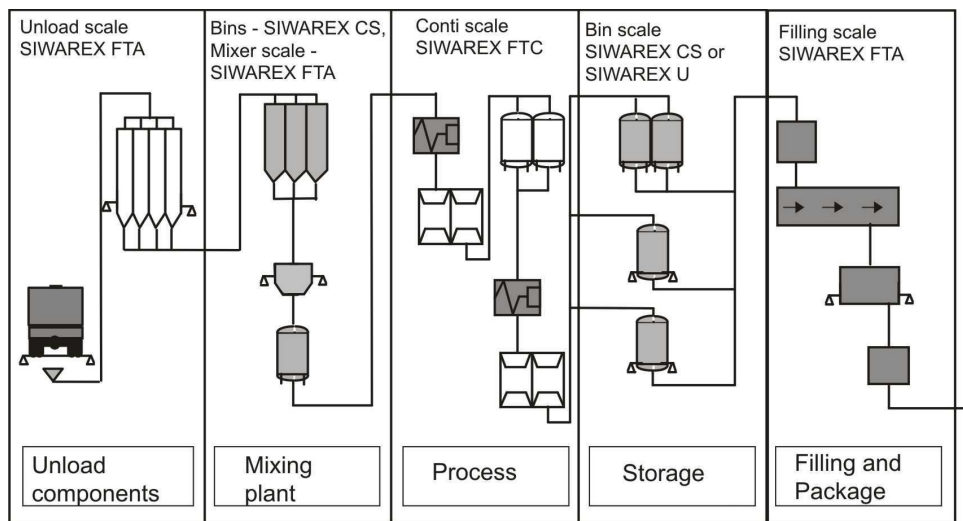 Unload scale
SIWAREX FTA
Bins - SIWAREX CS,
Mixer scale -
SIWAREX FTA
Conti scale
SIWAREX FTC
Bin scale
SIWAREX CS or
SIWAREX U
Filling scale
SIWAREX FTA
Unload
components
Mixing
plant
Process
Storage
Filling and
Package